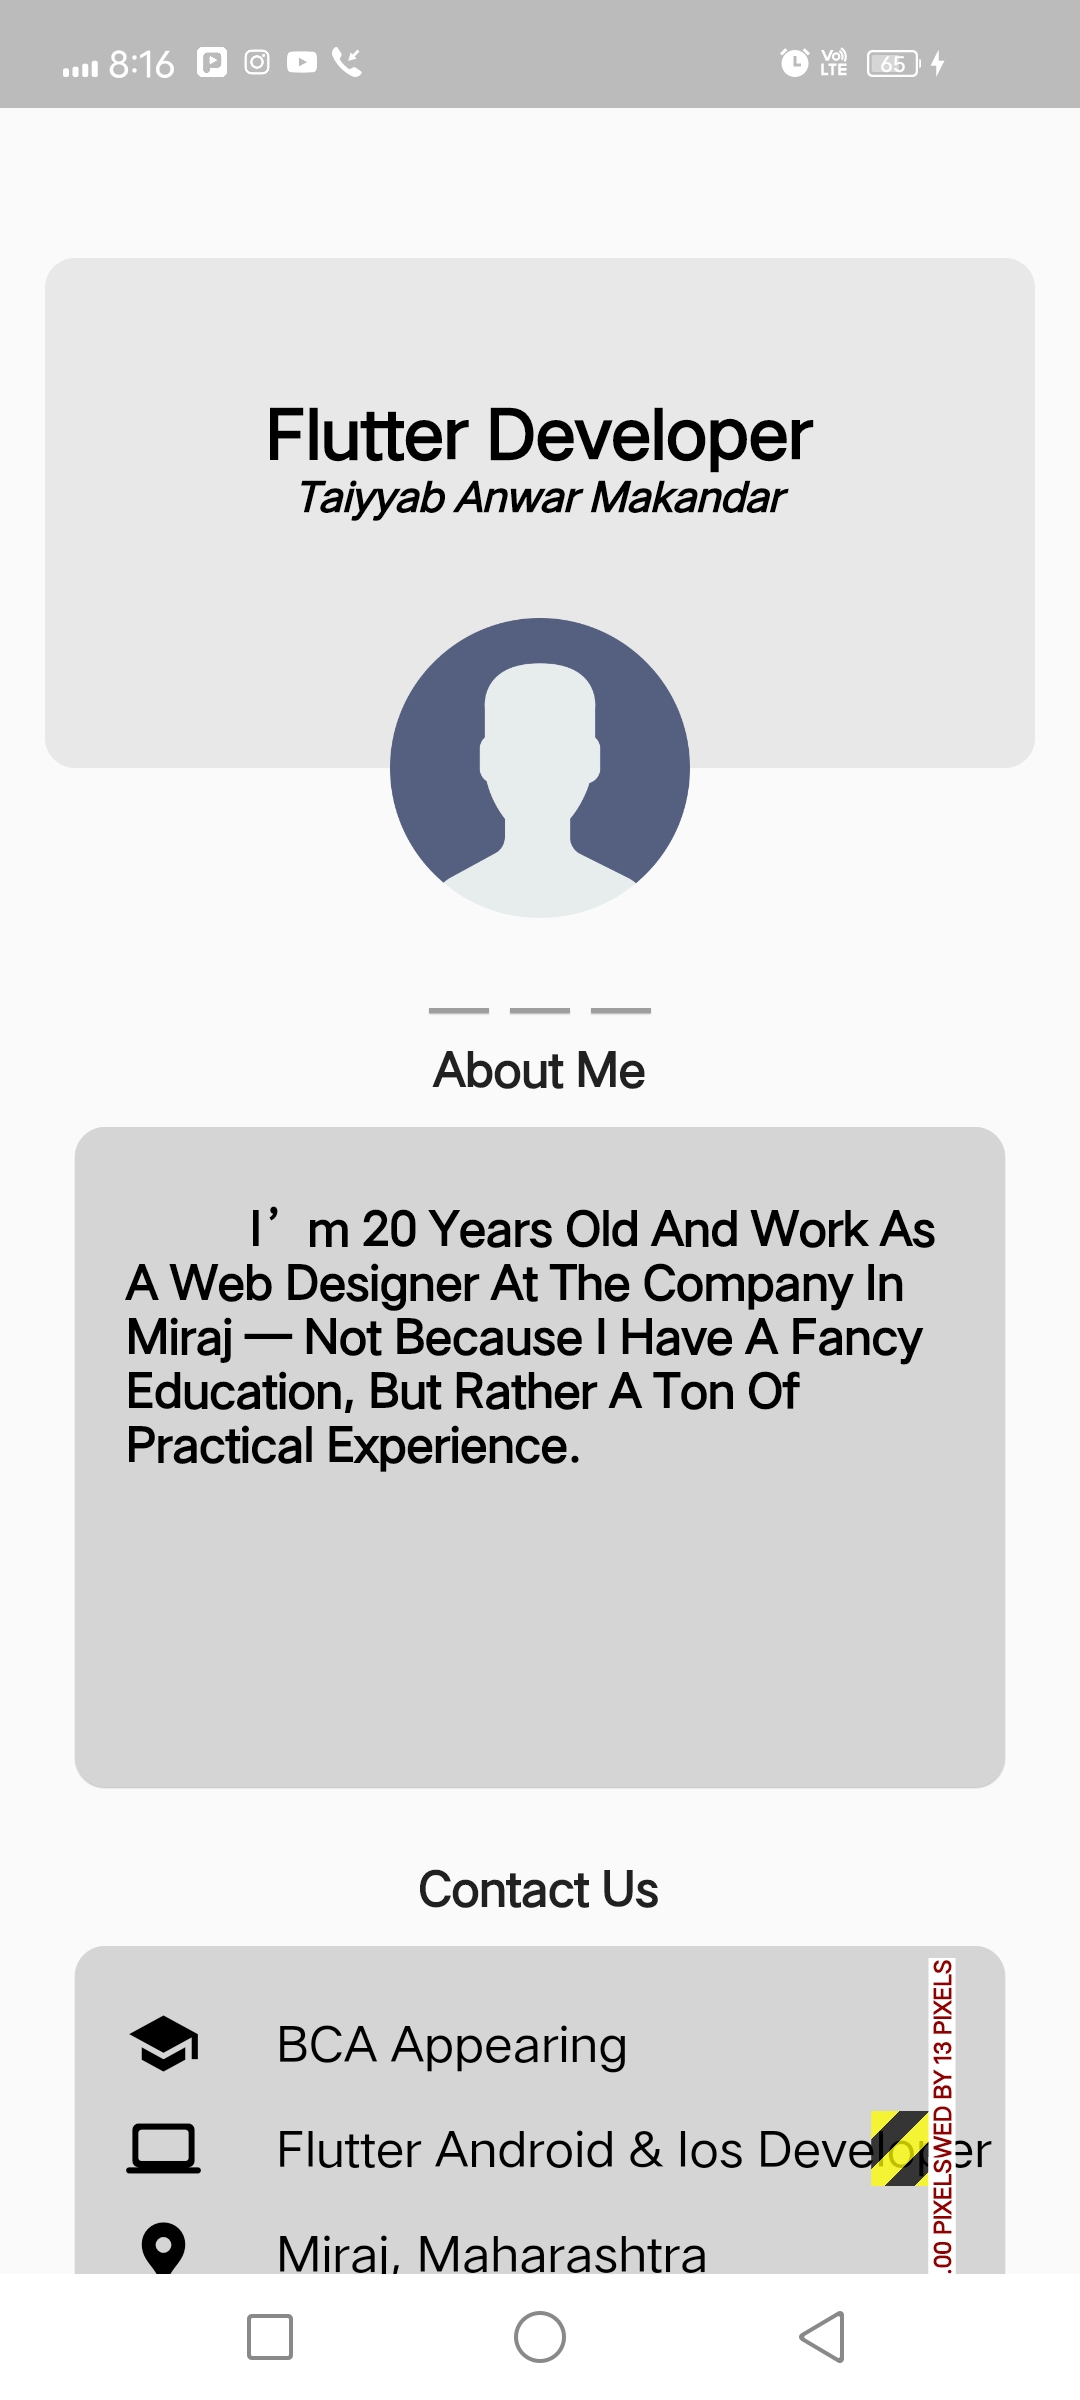 8:16
Vo) LTE
65
Flutter Developer
Taiyyab Anwar Makandar
About Me
I’m 20 Years Old And Work As
A Web Designer At The Company In
Miraj — Not Because I Have A Fancy
Education, But Rather A Ton Of
Practical Experience.
Contact Us
BCA Appearing
Flutter Android & Ios Developer
Miraj, Maharashtra
.00 PIXELSWED BY 13 PIXELS